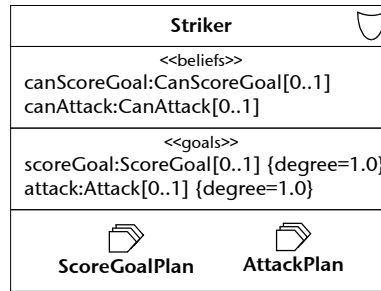 Striker
<<beliefs>>
canScoreGoal:CanScoreGoal[0..1]
canAttack:CanAttack[0..1]
<<goals>>
scoreGoal:ScoreGoal[0..1] {degree=1.0}
attack:Attack[0..1] {degree=1.0}
ScoreGoalPlan AttackPlan